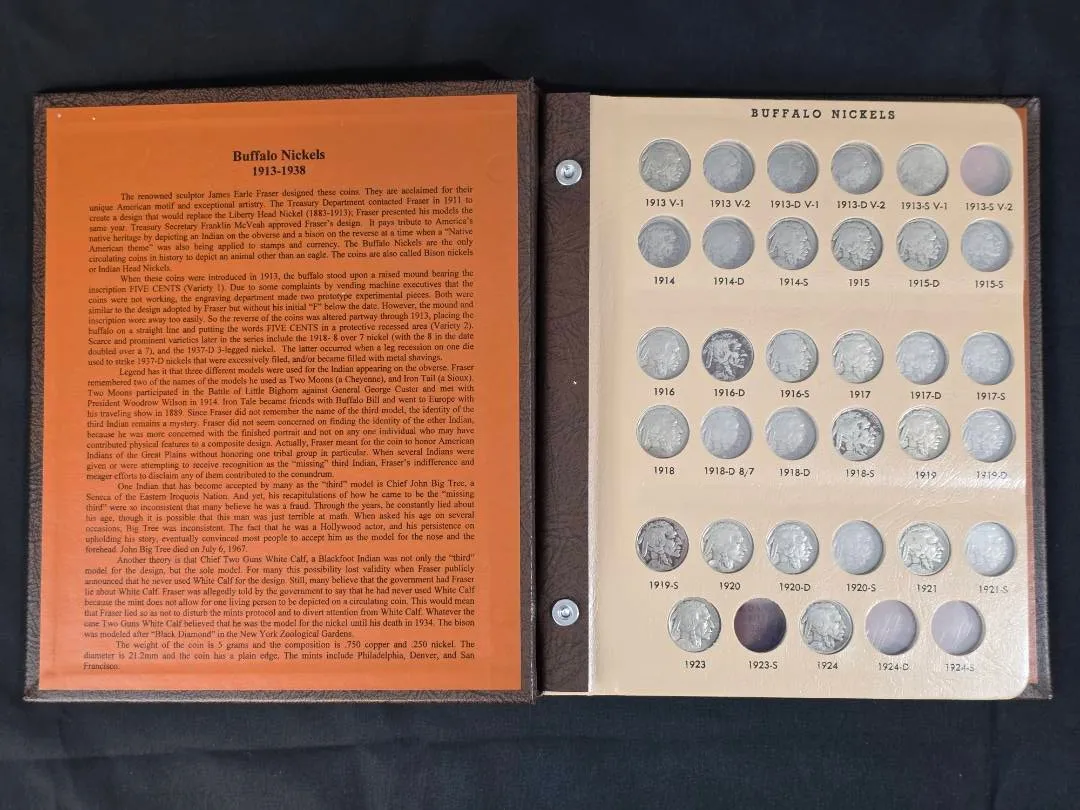 Buffalo Nickels
1913-1938
The renowned sculptor James Earle Fraser designed these coins. They are acclaimed for their
unique American motif and exceptional artistry. The Treasury Department contacted Fraser in 1911 to
create a design that would replace the Liberty Head Nickel (1883-1913); Fraser presented his models the
same year. Treasury Secretary Franklin McVeah approved Fraser's design. It pays tribute to America's
native heritage by depicting an Indian on the obverse and a bison on the reverse at a time when a "Native
American theme" was also being applied to stamps and currency. The Buffalo Nickels are the only
circulating coins in history to depict an animal other than an eagle. The coins are also called Bison nickels
or Indian Head Nickels.
When these coins were introduced in 1913, the buffalo stood upon a raised mound bearing the
inscription FIVE CENTS (Variety 1). Due to some complaints by vending machine executives that the
coins were not working, the engraving department made two prototype experimental pieces. Both were
similar to the design adopted by Fraser but without his initial "F" below the date. However, the mound and
inscription wore away too easily. So the reverse of the coins was altered partway through 1913, placing the
buffalo on a straight line and putting the words FIVE CENTS in a protective recessed area (Variety 2).
Scarce and prominent varieties later in the series include the 1918- 8 over 7 nickel (with the 8 in the date
doubled over a 7), and the 1937-D 3-legged nickel. The latter occurred when a leg recession on one die
used to strike 1937-D nickels that were excessively filed, and/or became filled with metal shavings.
Legend has it that three different models were used for the Indian appearing on the obverse. Fraser
remembered two of the names of the models he used as Two Moons (a Cheyenne), and Iron Tail (a Sioux).
Two Moons participated in the Battle of Little Bighorn against General George Custer and met with
President Woodrow Wilson in 1914. Iron Tale became friends with Buffalo Bill and went to Europe with
his traveling show in 1889. Since Fraser did not remember the name of the third model, the identity of the
third Indian remains a mystery. Fraser did not seem concerned on finding the identity of the other Indian,
because he was more concerned with the finished portrait and not on any one individual who may have
contributed physical features to a composite design. Actually, Fraser meant for the coin to honor American
Indians of the Great Plains without honoring one tribal group in particular. When several Indians were
given or were attempting to receive recognition as the "missing" third Indian, Fraser's indifference and
meager efforts to disclaim any of them contributed to the conundrum.
One Indian that has become accepted by many as the "third" model is Chief John Big Tree, a
Seneca of the Eastern Iroquois Nation. And yet, his recapitulations of how he came to be the "missing
third" were so inconsistent that many believe he was a fraud. Through the years, he constantly lied about
his age, though it is possible that this man was just terrible at math. When asked his age on several
occasions, Big Tree was inconsistent. The fact that he was a Hollywood actor, and his persistence on
upholding his story, eventually convinced most people to accept him as the model for the nose and the
forehead. John Big Tree died on July 6, 1967.
Another theory is that Chief Two Guns White Calf, a Blackfoot Indian was not only the "third"
model for the design, but the sole model. For many this possibility lost validity when Fraser publicly
announced that he never used White Calf for the design. Still, many believe that the government had Fraser
lie about White Calf. Fraser was allegedly told by the government to say that he had never used White Calf
because the mint does not allow for one living person to be depicted on a circulating coin. This would mean
that Fraser lied so as not to disturb the mints protocol and to divert attention from White Calf. Whatever the
case Two Guns White Calf believed that he was the model for the nickel until his death in 1934. The bison
was modeled after "Black Diamond" in the New York Zoological Gardens.
The weight of the coin is 5 grams and the composition is .750 copper and .250 nickel. The
diameter is 21.2mm and the coin has a plain edge. The mints include Philadelphia, Denver, and San
Francisco.
BUFFALO NICKELS
1913 V-1 1913 V-2 1913-D V-1 1913-D V-2 1913-S V-1 1913-S V-2
1914 1914-D 1914-S 1915 1915-D 1915-S
1916 1916-D 1916-S 1917 1917-D 1917-S
1918 1918-D 8/7 1918-D 1918-S 1919 1919-D
1919-S 1920 1920-D 1920-S 1921 1921-S
1923 1923-S 1924 1924-D 1924-S